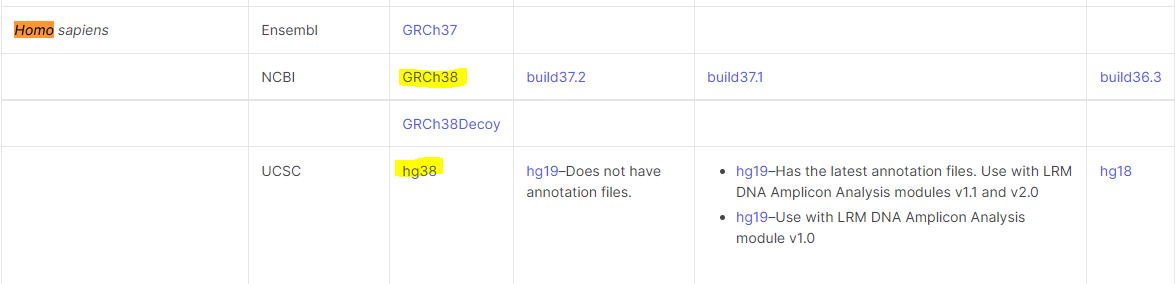 Homo sapiens Ensembl GRCh37
NCBI GRCh38 build37.2 build37.1 build36.3
GRCh38Decoy
UCSC hg38 hg19–Does not have annotation files. hg19–Has the latest annotation files. Use with LRM DNA Amplicon Analysis modules v1.1 and v2.0 hg18
hg19–Use with LRM DNA Amplicon Analysis module v1.0